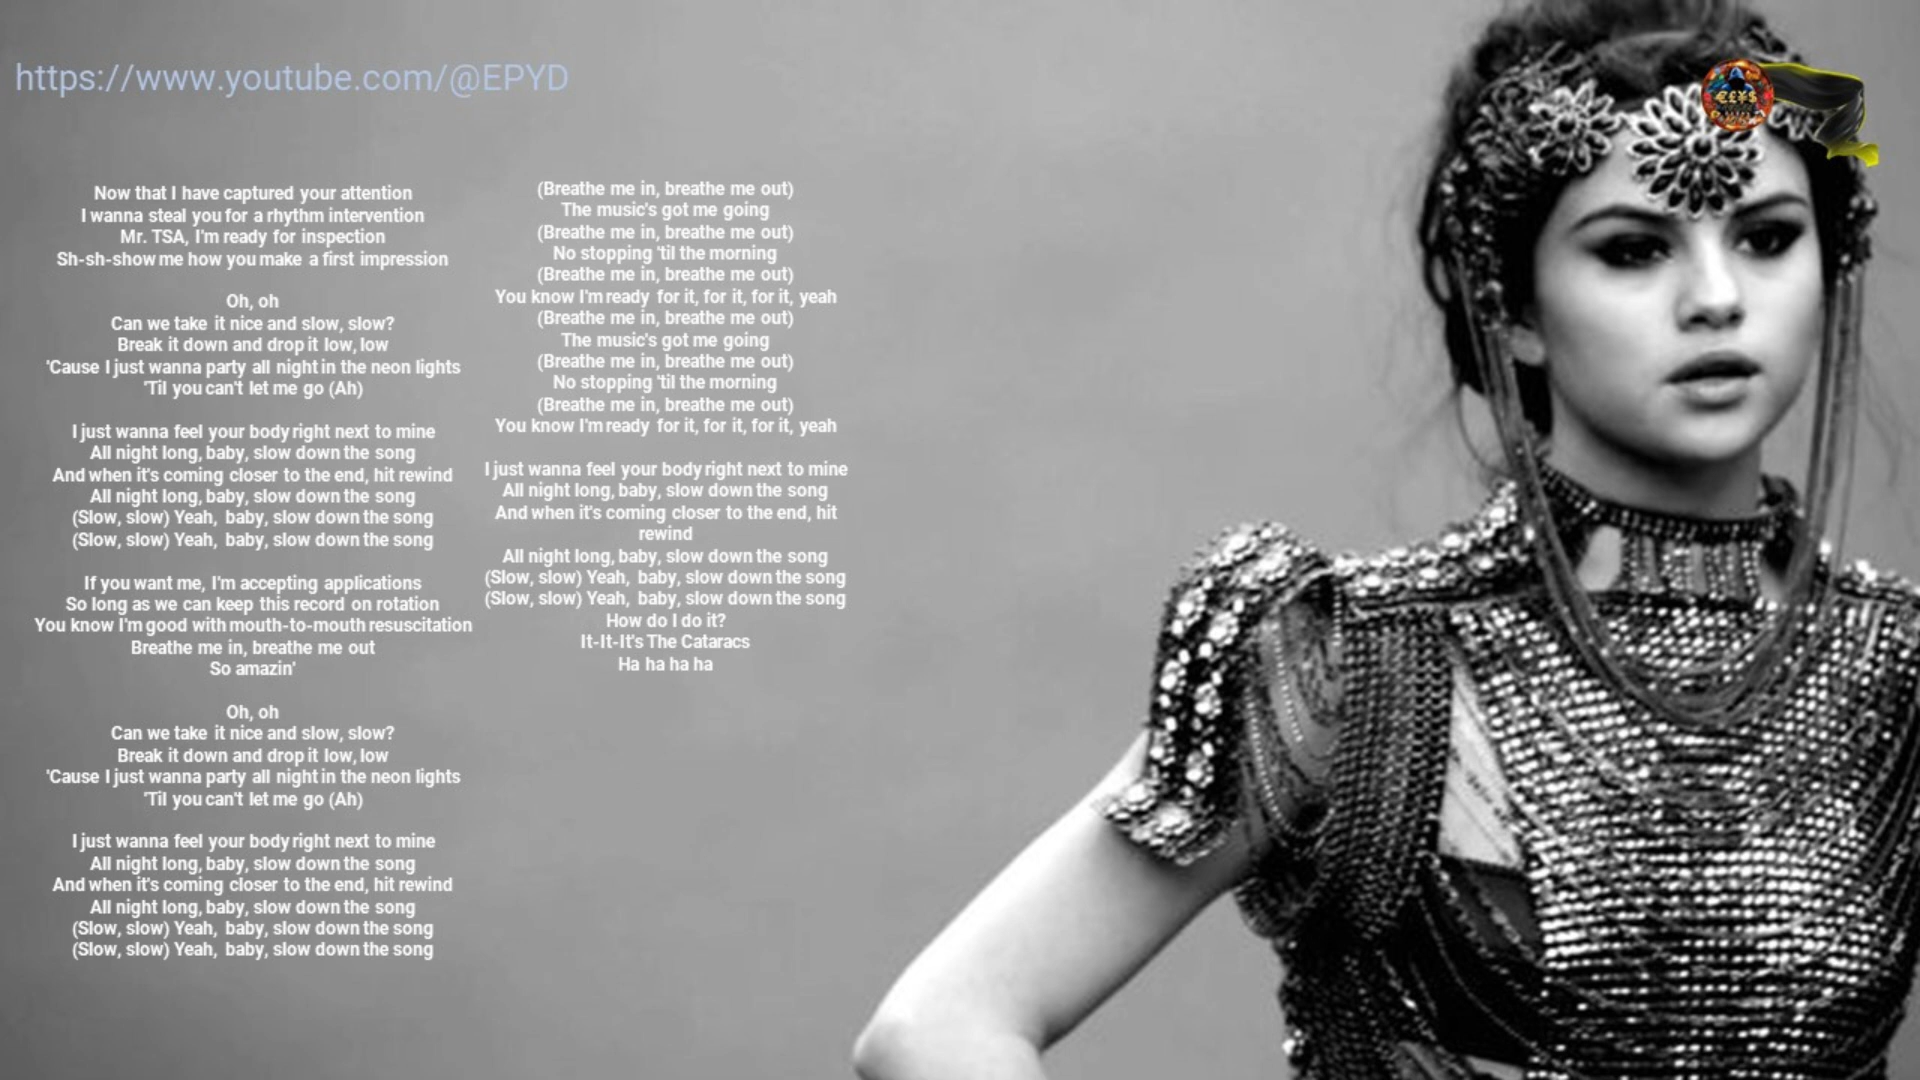 https://www.youtube.com/@EPYD
€£¥$
Now that I have captured your attention
I wanna steal you for a rhythm intervention
Mr. TSA, I'm ready for inspection
Sh-sh-show me how you make a first impression
Oh, oh
Can we take it nice and slow, slow?
Break it down and drop it low, low
'Cause I just wanna party all night in the neon lights
'Til you can't let me go (Ah)
I just wanna feel your body right next to mine
All night long, baby, slow down the song
And when it's coming closer to the end, hit rewind
All night long, baby, slow down the song
(Slow, slow) Yeah, baby, slow down the song
(Slow, slow) Yeah, baby, slow down the song
If you want me, I'm accepting applications
So long as we can keep this record on rotation
You know I'm good with mouth-to-mouth resuscitation
Breathe me in, breathe me out
So amazin'
Oh, oh
Can we take it nice and slow, slow?
Break it down and drop it low, low
'Cause I just wanna party all night in the neon lights
'Til you can't let me go (Ah)
I just wanna feel your body right next to mine
All night long, baby, slow down the song
And when it's coming closer to the end, hit rewind
All night long, baby, slow down the song
(Slow, slow) Yeah, baby, slow down the song
(Slow, slow) Yeah, baby, slow down the song
(Breathe me in, breathe me out)
The music's got me going
(Breathe me in, breathe me out)
No stopping 'til the morning
(Breathe me in, breathe me out)
You know I'm ready for it, for it, for it, yeah
(Breathe me in, breathe me out)
The music's got me going
(Breathe me in, breathe me out)
No stopping 'til the morning
(Breathe me in, breathe me out)
You know I'm ready for it, for it, for it, yeah
I just wanna feel your body right next to mine
All night long, baby, slow down the song
And when it's coming closer to the end, hit
rewind
All night long, baby, slow down the song
(Slow, slow) Yeah, baby, slow down the song
(Slow, slow) Yeah, baby, slow down the song
How do I do it?
It-It-It's The Cataracs
Ha ha ha ha